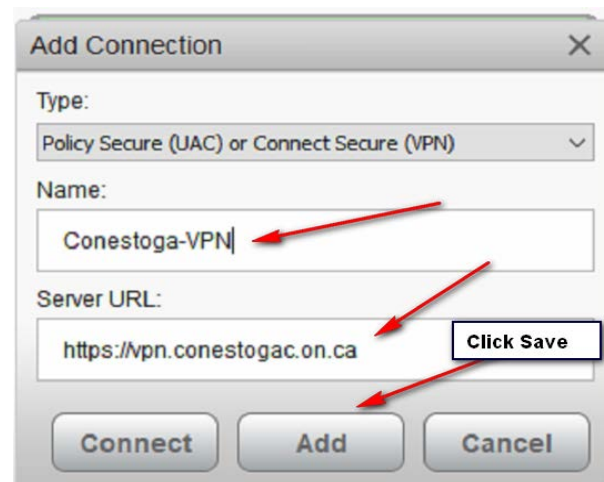 Add Connection
Type:
Policy Secure (UAC) or Connect Secure (VPN)
Name:
Conestoga-VPN
Server URL:
https://vpn.conestogac.on.ca
Click Save
Connect Add Cancel